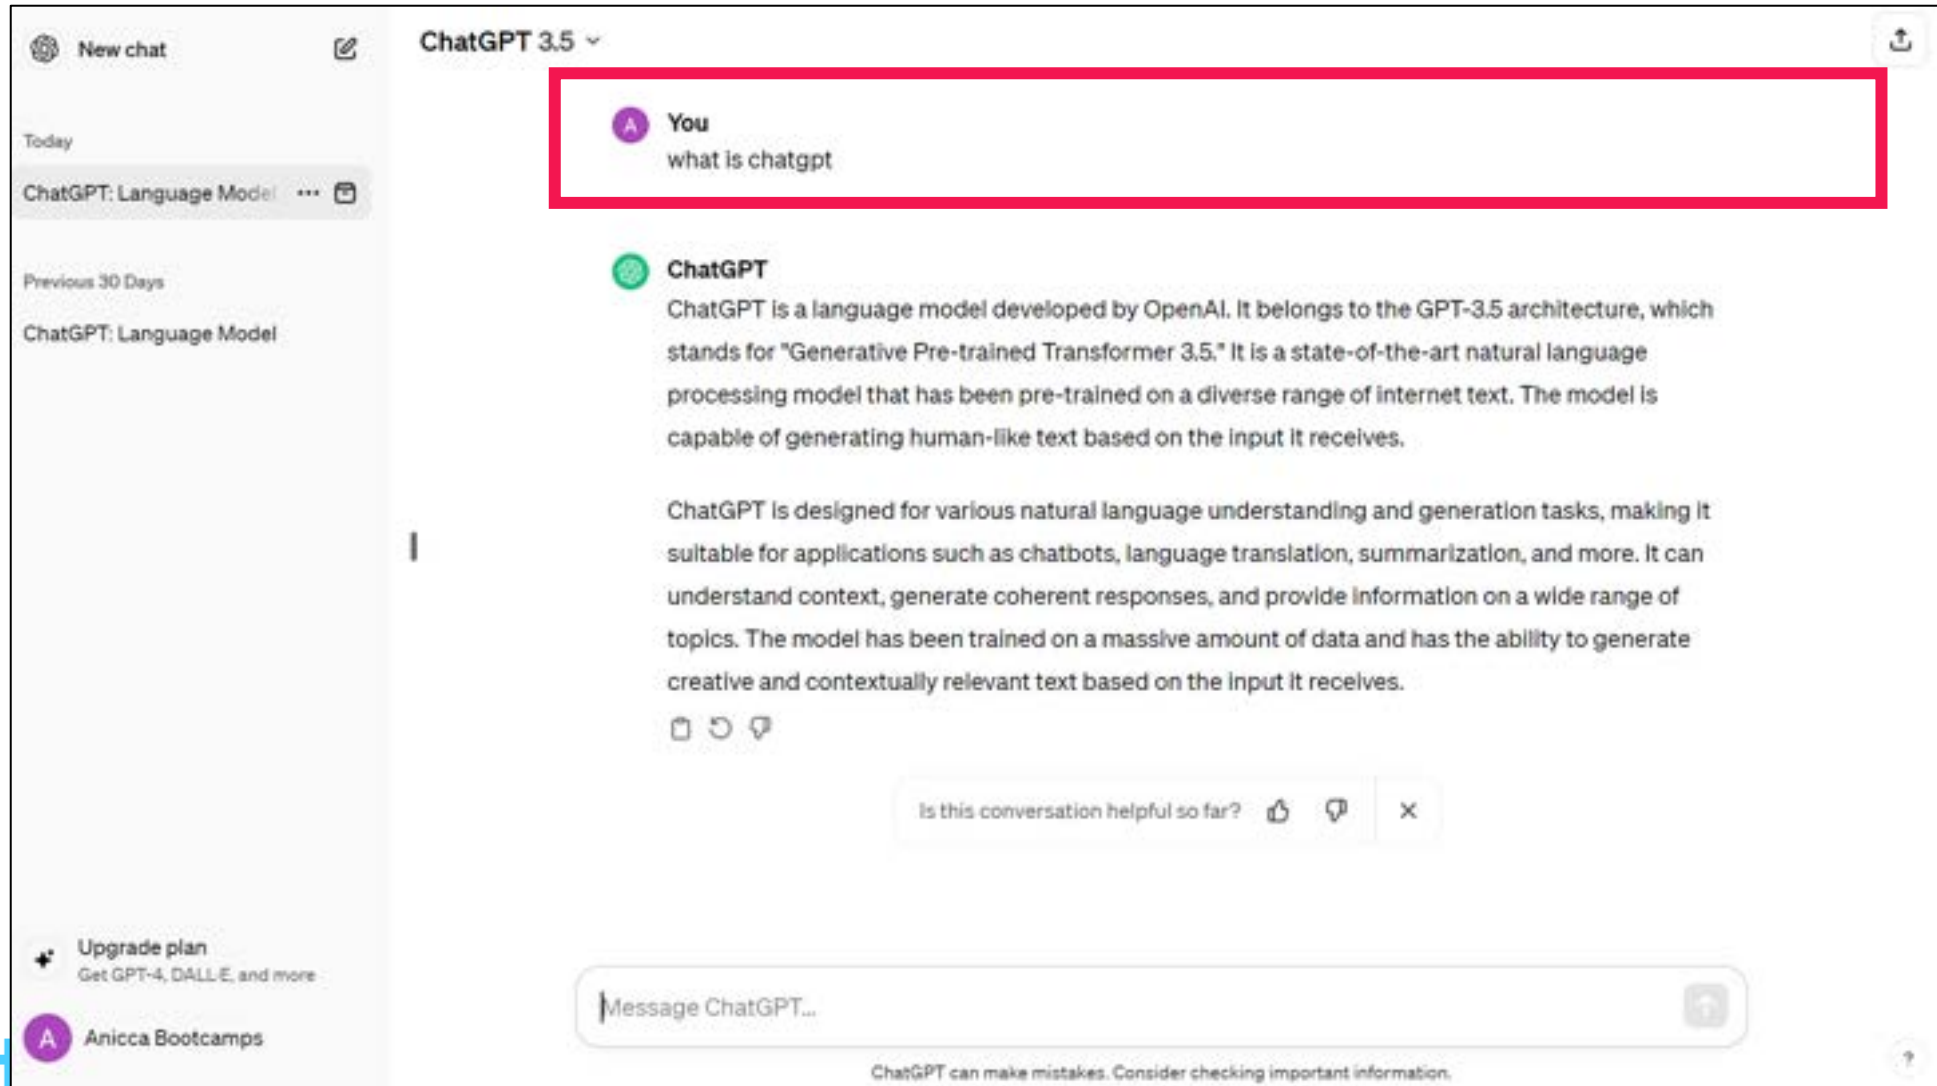 New chat
Today
ChatGPT: Language Model
Previous 30 Days
ChatGPT: Language Model
Upgrade plan
Get GPT-4, DALL·E, and more
A
Anicca Bootcamps
ChatGPT 3.5
A
You
what is chatgpt
ChatGPT
ChatGPT is a language model developed by OpenAI. It belongs to the GPT-3.5 architecture, which
stands for "Generative Pre-trained Transformer 3.5." It is a state-of-the-art natural language
processing model that has been pre-trained on a diverse range of internet text. The model is
capable of generating human-like text based on the input it receives.
ChatGPT is designed for various natural language understanding and generation tasks, making it
suitable for applications such as chatbots, language translation, summarization, and more. It can
understand context, generate coherent responses, and provide information on a wide range of
topics. The model has been trained on a massive amount of data and has the ability to generate
creative and contextually relevant text based on the input it receives.
Is this conversation helpful so far?
Message ChatGPT...
ChatGPT can make mistakes. Consider checking important information.
?